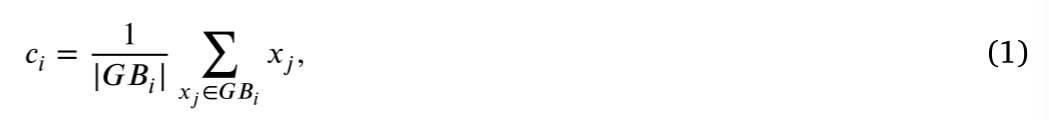 $c_i = \frac{1}{|GB_i|} \sum_{x_j \in GB_i} x_j,$ (1)